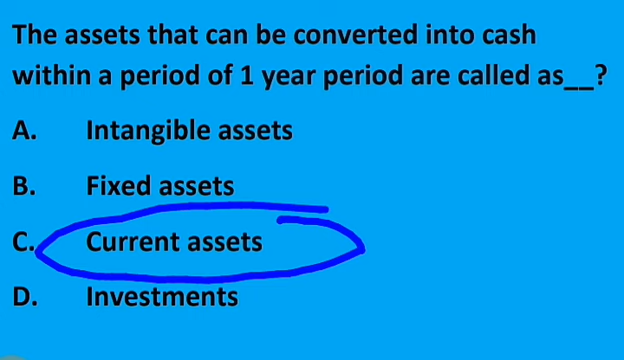 The assets that can be converted into cash
within a period of 1 year period are called as__?
A. Intangible assets
B. Fixed assets
C. Current assets
D. Investments